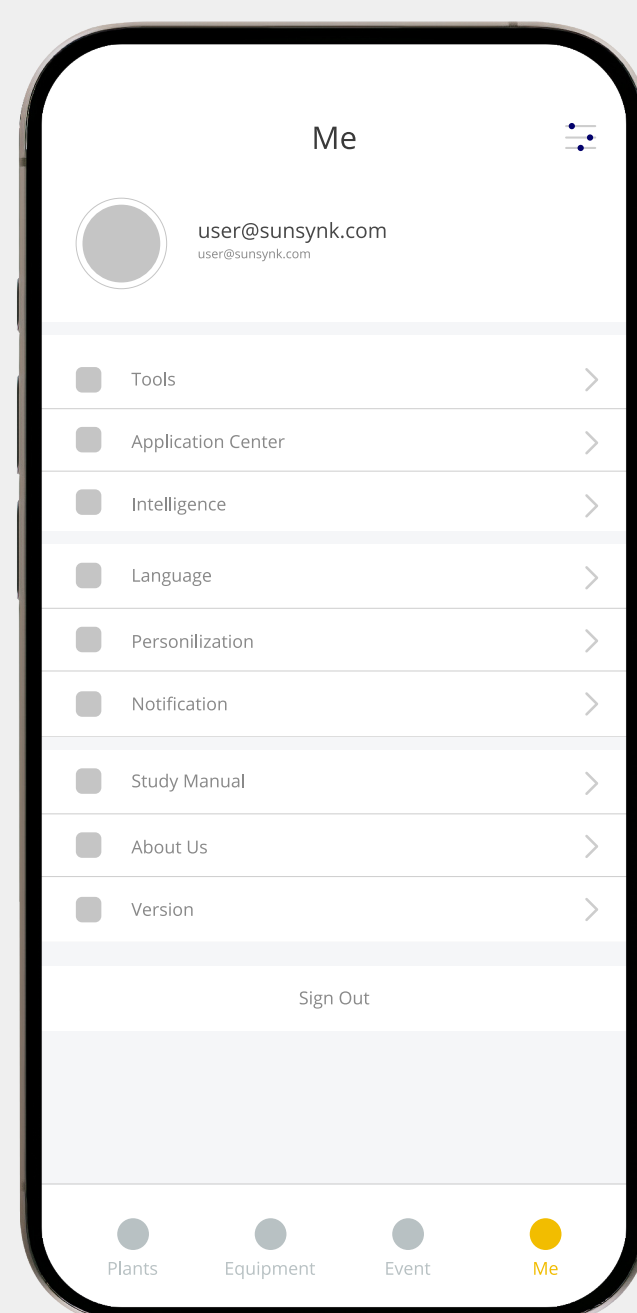 Me
user@sunsynk.com
user@sunsynk.com
Tools
Application Center
Intelligence
Language
Personilization
Notification
Study Manual
About Us
Version
Sign Out
Plants
Equipment
Event
Me